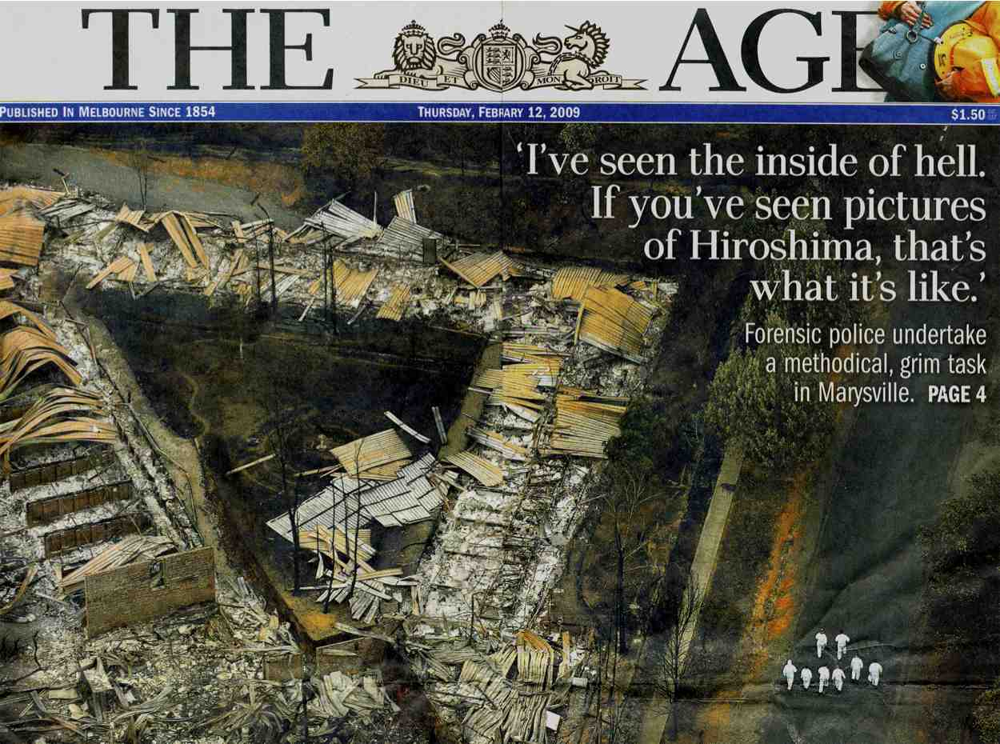 THE AGE
DIEU ET MON DROIT
PUBLISHED IN MELBOURNE SINCE 1854
THURSDAY, FEBRARY 12, 2009
$1.50
‘I’ve seen the inside of hell.
If you’ve seen pictures
of Hiroshima, that’s
what it’s like.’
Forensic police undertake
a methodical, grim task
in Marysville. PAGE 4